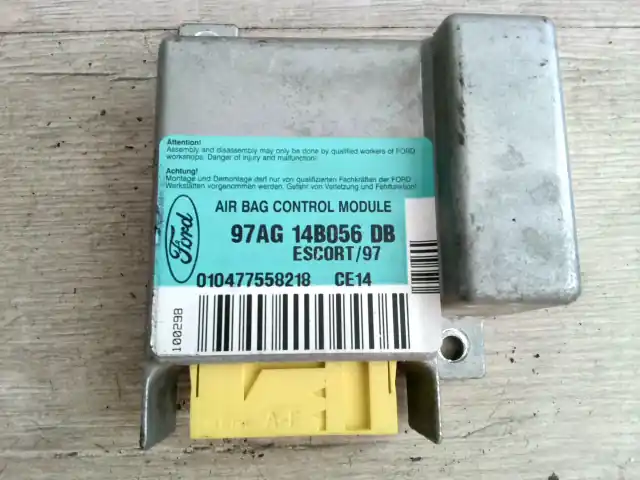 Attention!
Assembly and disassembly may only be done by qualified workers of FORD
workshops. Danger of injury and malfunction!
Achtung!
Montage und Demontage darf nur von qualifizierten Fachkräften der FORD
Werkstätten vorgenommen werden. Gefahr von Verletzung und Fehlfunktion!
Ford
AIR BAG CONTROL MODULE
97AG 14B056 DB
ESCORT/97
010477558218 CE14
100298